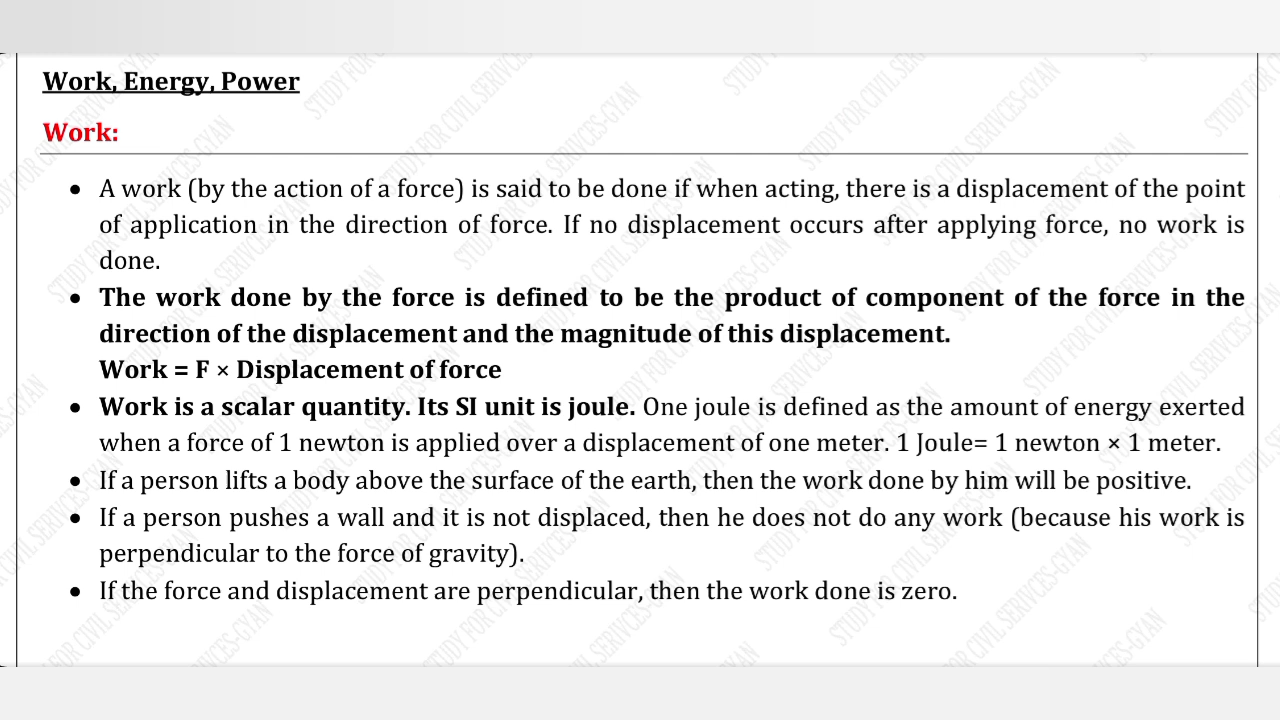 Work, Energy, Power
Work:
• A work (by the action of a force) is said to be done if when acting, there is a displacement of the point
of application in the direction of force. If no displacement occurs after applying force, no work is
done.
• The work done by the force is defined to be the product of component of the force in the
direction of the displacement and the magnitude of this displacement.
Work = F × Displacement of force
• Work is a scalar quantity. Its SI unit is joule. One joule is defined as the amount of energy exerted
when a force of 1 newton is applied over a displacement of one meter. 1 Joule= 1 newton × 1 meter.
• If a person lifts a body above the surface of the earth, then the work done by him will be positive.
• If a person pushes a wall and it is not displaced, then he does not do any work (because his work is
perpendicular to the force of gravity).
• If the force and displacement are perpendicular, then the work done is zero.
STUDY FOR CIVIL SERIVCES-GYAN